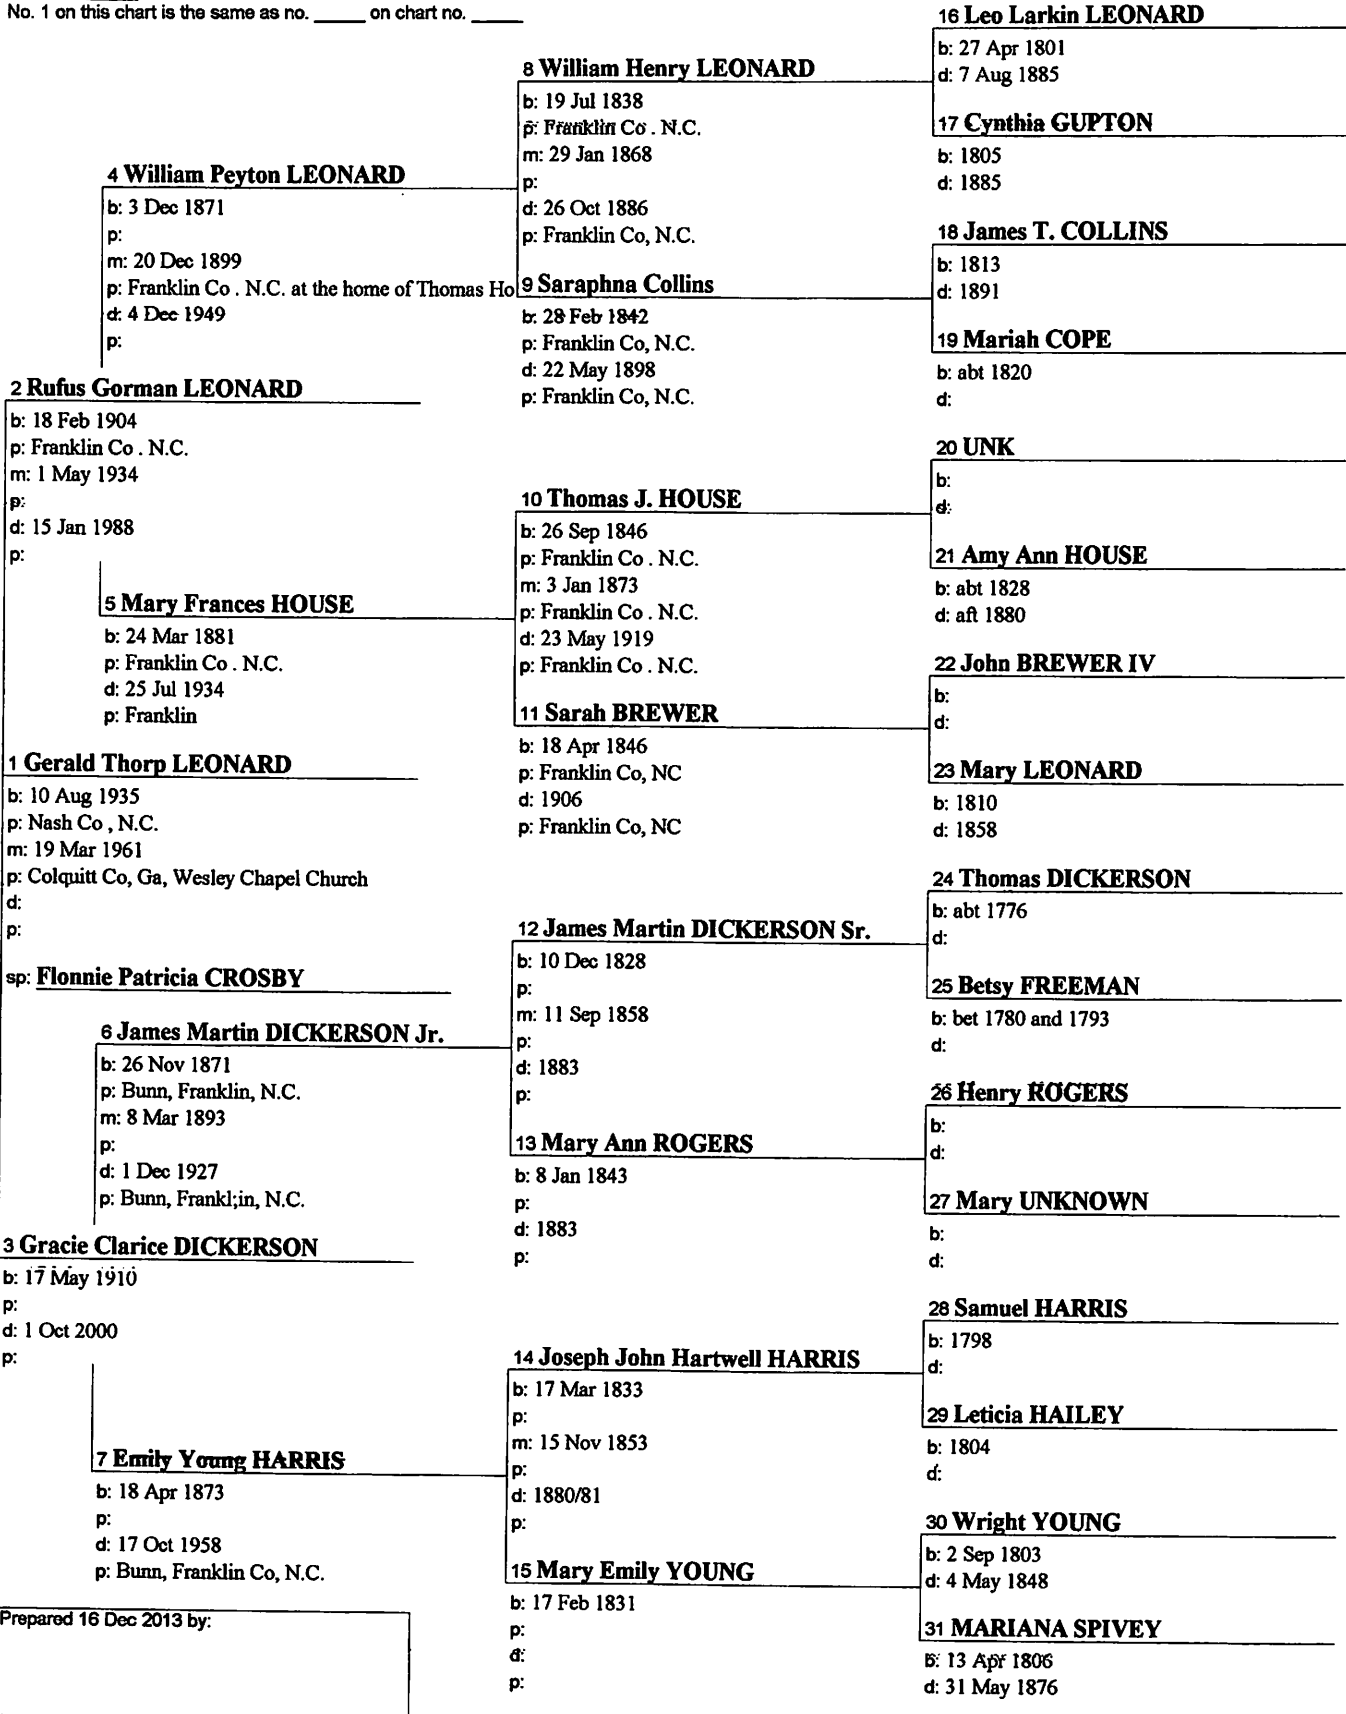 No. 1 on this chart is the same as no. _____ on chart no. _____
16 Leo Larkin LEONARD
b: 27 Apr 1801
d: 7 Aug 1885
8 William Henry LEONARD
b: 19 Jul 1838
p: Franklin Co . N.C.
m: 29 Jan 1868
p:
d: 26 Oct 1886
p: Franklin Co, N.C.
17 Cynthia GUPTON
b: 1805
d: 1885
4 William Peyton LEONARD
b: 3 Dec 1871
p:
m: 20 Dec 1899
p: Franklin Co . N.C. at the home of Thomas Ho
d: 4 Dec 1949
p:
18 James T. COLLINS
b: 1813
d: 1891
9 Saraphna Collins
b: 28 Feb 1842
p: Franklin Co, N.C.
d: 22 May 1898
p: Franklin Co, N.C.
19 Mariah COPE
b: abt 1820
d:
2 Rufus Gorman LEONARD
b: 18 Feb 1904
p: Franklin Co . N.C.
m: 1 May 1934
p:
d: 15 Jan 1988
p:
20 UNK
b:
d:
10 Thomas J. HOUSE
b: 26 Sep 1846
p: Franklin Co . N.C.
m: 3 Jan 1873
p: Franklin Co . N.C.
d: 23 May 1919
p: Franklin Co . N.C.
21 Amy Ann HOUSE
b: abt 1828
d: aft 1880
5 Mary Frances HOUSE
b: 24 Mar 1881
p: Franklin Co . N.C.
d: 25 Jul 1934
p: Franklin
22 John BREWER IV
b:
d:
11 Sarah BREWER
b: 18 Apr 1846
p: Franklin Co, NC
d: 1906
p: Franklin Co, NC
23 Mary LEONARD
b: 1810
d: 1858
1 Gerald Thorp LEONARD
b: 10 Aug 1935
p: Nash Co , N.C.
m: 19 Mar 1961
p: Colquitt Co, Ga, Wesley Chapel Church
d:
p:
sp: Flonnie Patricia CROSBY
24 Thomas DICKERSON
b: abt 1776
d:
12 James Martin DICKERSON Sr.
b: 10 Dec 1828
p:
m: 11 Sep 1858
p:
d: 1883
p:
25 Betsy FREEMAN
b: bet 1780 and 1793
d:
6 James Martin DICKERSON Jr.
b: 26 Nov 1871
p: Bunn, Franklin, N.C.
m: 8 Mar 1893
p:
d: 1 Dec 1927
p: Bunn, Frankl;in, N.C.
26 Henry ROGERS
b:
d:
13 Mary Ann ROGERS
b: 8 Jan 1843
p:
d: 1883
p:
27 Mary UNKNOWN
b:
d:
3 Gracie Clarice DICKERSON
b: 17 May 1910
p:
d: 1 Oct 2000
p:
28 Samuel HARRIS
b: 1798
d:
14 Joseph John Hartwell HARRIS
b: 17 Mar 1833
p:
m: 15 Nov 1853
p:
d: 1880/81
p:
29 Leticia HAILEY
b: 1804
d:
7 Emily Young HARRIS
b: 18 Apr 1873
p:
d: 17 Oct 1958
p: Bunn, Franklin Co, N.C.
30 Wright YOUNG
b: 2 Sep 1803
d: 4 May 1848
15 Mary Emily YOUNG
b: 17 Feb 1831
p:
d:
p:
31 MARIANA SPIVEY
b: 13 Apr 1806
d: 31 May 1876
Prepared 16 Dec 2013 by: